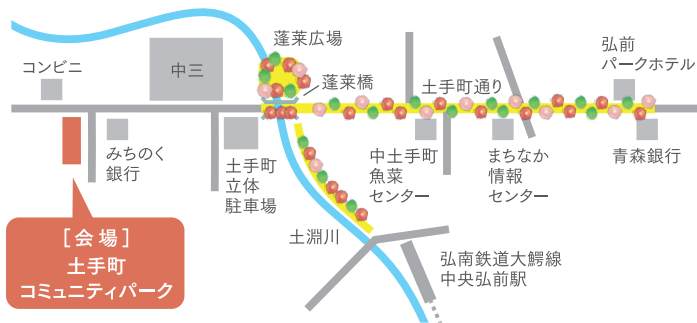 蓬莱広場
コンビニ
中三
蓬莱橋
土手町通り
弘前
パークホテル
みちのく
銀行
土手町
立体
駐車場
中土手町
魚菜
センター
まちなか
情報
センター
青森銀行
[会場]
土手町
コミュニティパーク
土淵川
弘南鉄道大鰐線
中央弘前駅